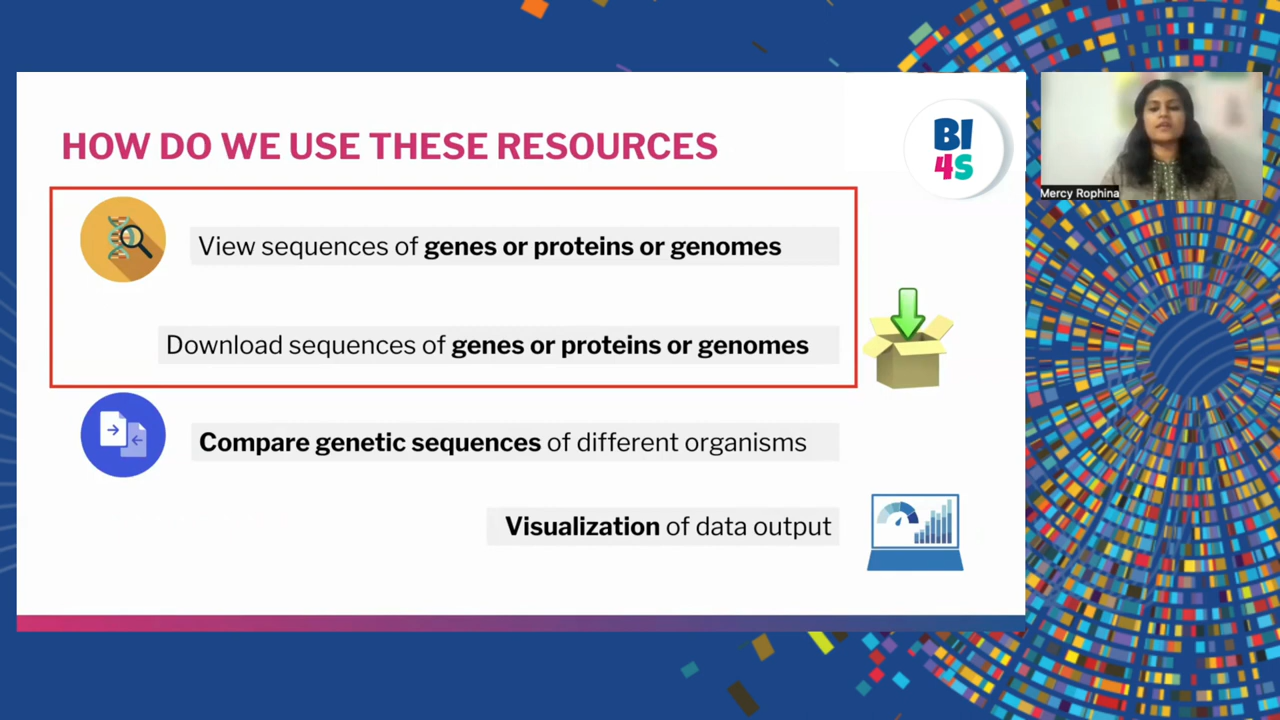 HOW DO WE USE THESE RESOURCES
BI
4S
Mercy Rophina
View sequences of genes or proteins or genomes
Download sequences of genes or proteins or genomes
Compare genetic sequences of different organisms
Visualization of data output